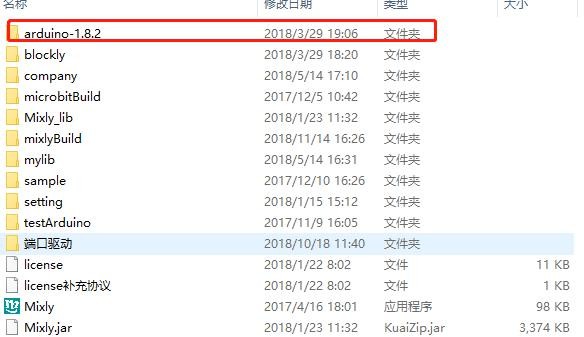 名称 修改日期 类型 大小
arduino-1.8.2 2018/3/29 19:06 文件夹
blockly 2018/3/29 18:20 文件夹
company 2018/5/14 17:10 文件夹
microbitBuild 2017/12/5 10:42 文件夹
Mixly_lib 2018/1/23 11:32 文件夹
mixlyBuild 2018/11/14 16:26 文件夹
mylib 2018/5/14 16:31 文件夹
sample 2017/12/10 16:26 文件夹
setting 2018/1/15 15:12 文件夹
testArduino 2017/11/9 16:05 文件夹
端口驱动 2018/10/18 11:40 文件夹
license 2018/1/22 8:02 文件 11 KB
license补充协议 2018/1/22 8:02 文件 1 KB
Mixly 2017/4/16 18:01 应用程序 98 KB
Mixly.jar 2018/1/23 11:32 KuaiZip.jar 3,374 KB